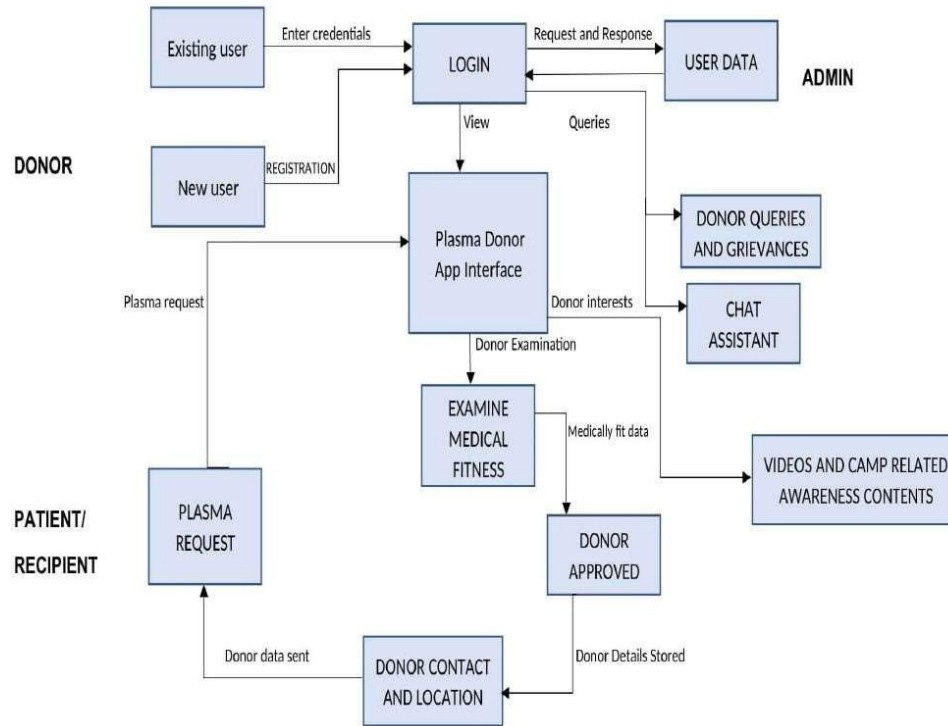 Existing user
Enter credentials
LOGIN
Request and Response
USER DATA
ADMIN
View
Queries
DONOR
New user
REGISTRATION
Plasma Donor
App Interface
DONOR QUERIES
AND GRIEVANCES
Plasma request
Donor interests
CHAT
ASSISTANT
Donor Examination
EXAMINE
MEDICAL
FITNESS
Medically fit data
VIDEOS AND CAMP RELATED
AWARENESS CONTENTS
PATIENT/
RECIPIENT
PLASMA
REQUEST
DONOR
APPROVED
Donor data sent
DONOR CONTACT
AND LOCATION
Donor Details Stored